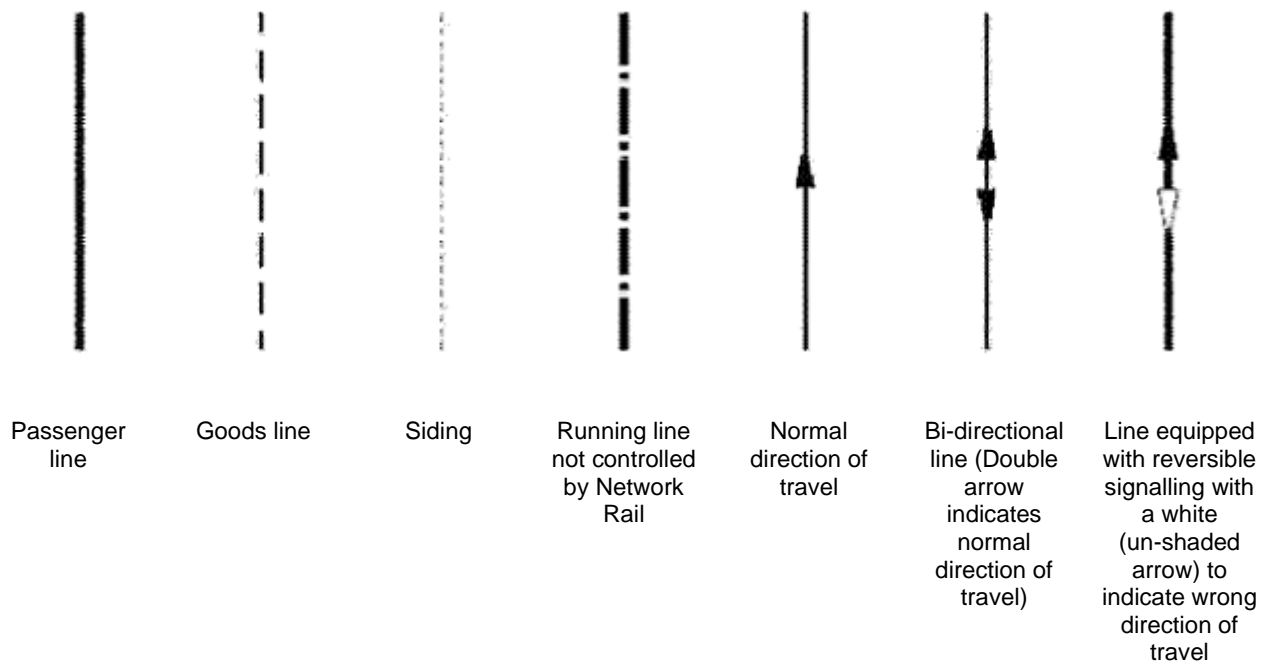 Passenger
line
Goods line
Siding
Running line
not controlled
by Network
Rail
Normal
direction of
travel
Bi-directional
line (Double
arrow
indicates
normal
direction of
travel)
Line equipped
with reversible
signalling with
a white
(un-shaded
arrow) to
indicate wrong
direction of
travel